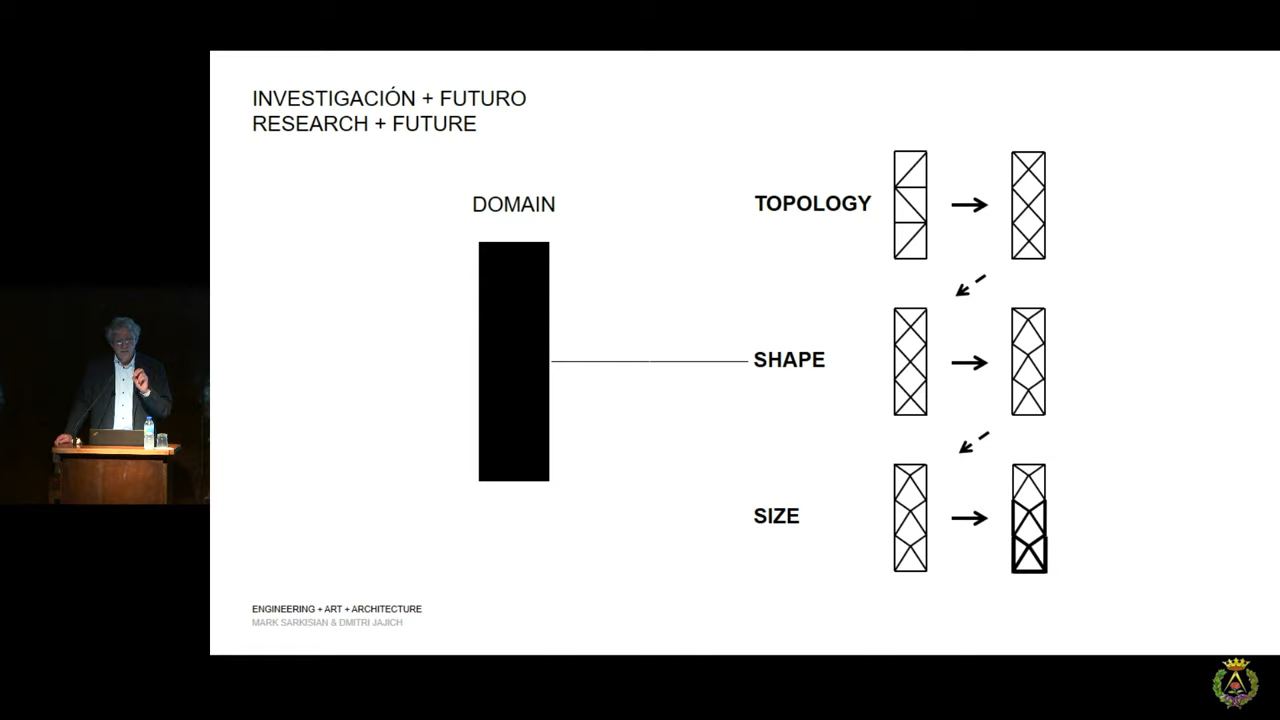 INVESTIGACIÓN + FUTURO
RESEARCH + FUTURE
DOMAIN
TOPOLOGY
SHAPE
SIZE
ENGINEERING + ART + ARCHITECTURE
MARK SARKISIAN & DMITRI JAJICH